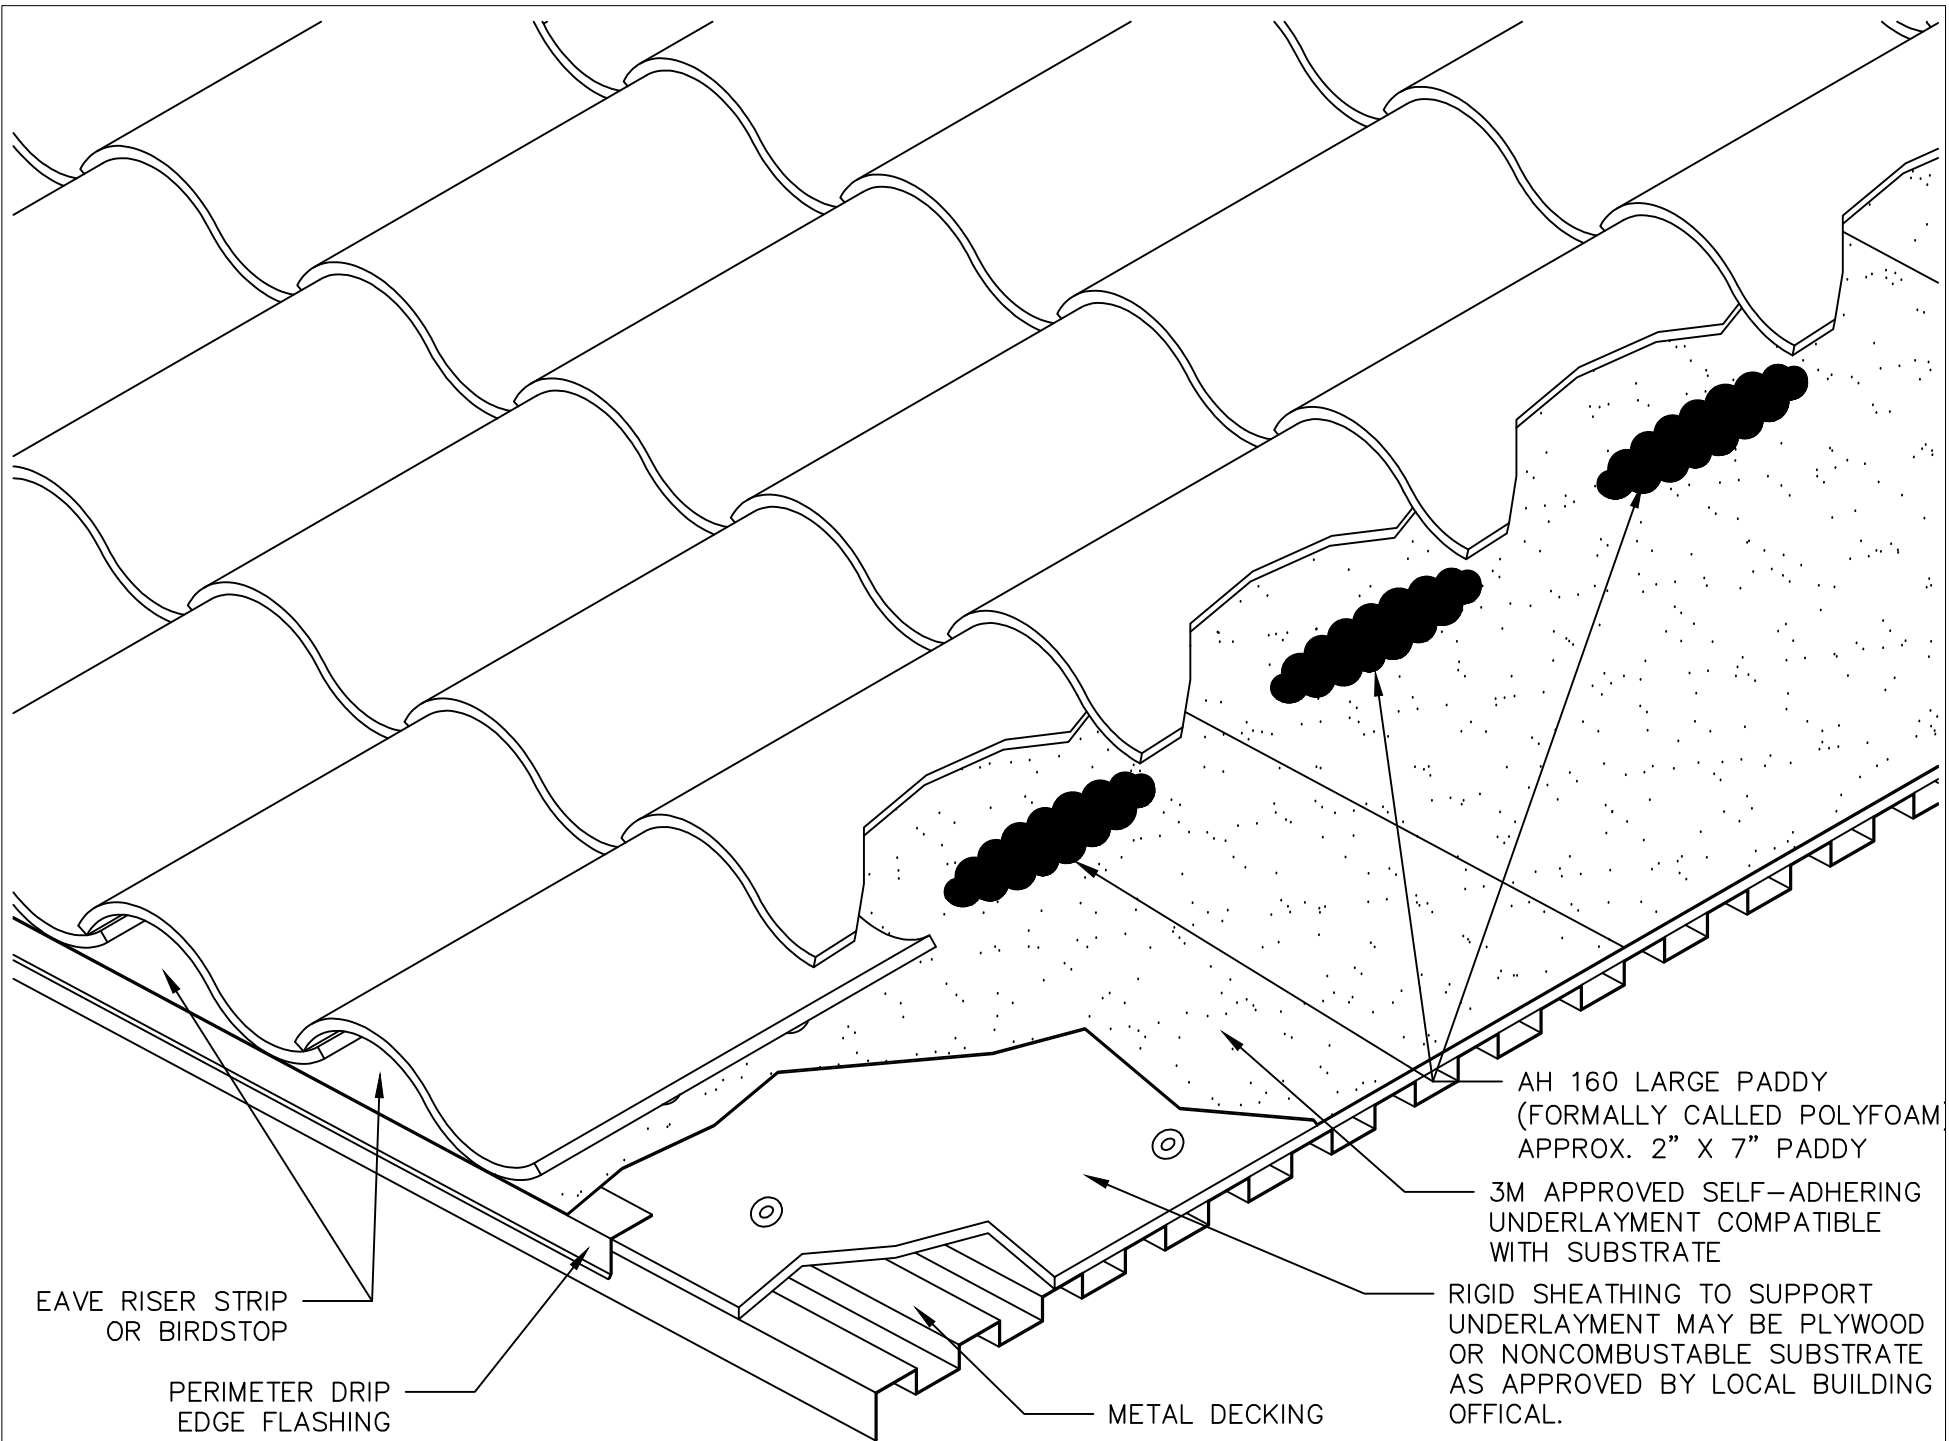 AH 160 LARGE PADDY
(FORMALLY CALLED POLYFOAM)
APPROX. 2” X 7” PADDY
3M APPROVED SELF-ADHERING
UNDERLAYMENT COMPATIBLE
WITH SUBSTRATE
RIGID SHEATHING TO SUPPORT
UNDERLAYMENT MAY BE PLYWOOD
OR NONCOMBUSTABLE SUBSTRATE
AS APPROVED BY LOCAL BUILDING
OFFICAL.
EAVE RISER STRIP
OR BIRDSTOP
PERIMETER DRIP
EDGE FLASHING
METAL DECKING